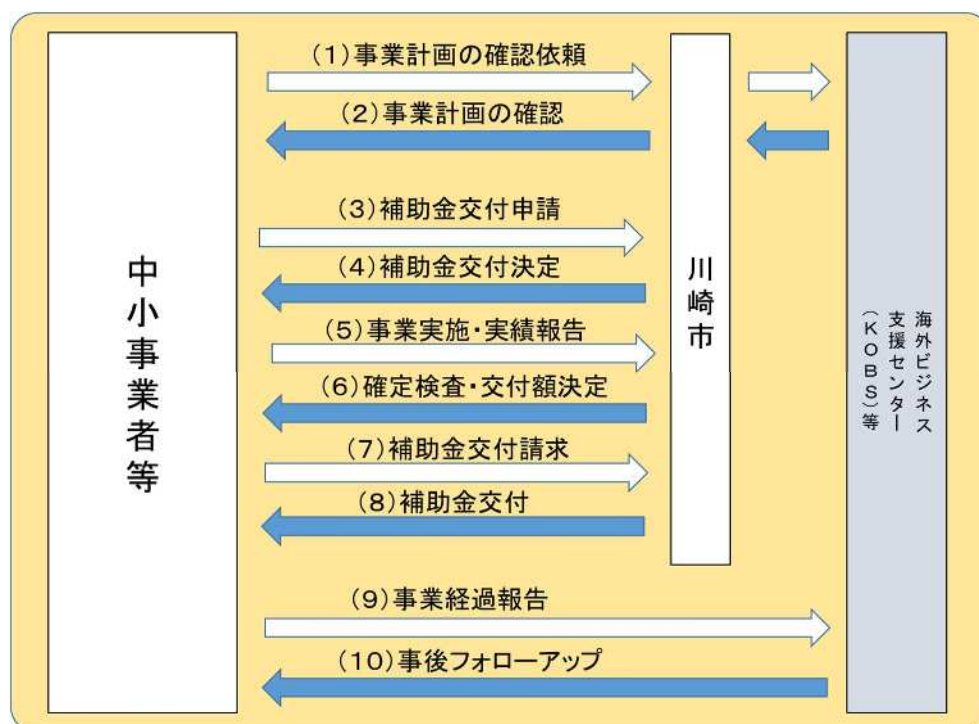 中小事業者等
(1)事業計画の確認依頼
(2)事業計画の確認
(3)補助金交付申請
(4)補助金交付決定
(5)事業実施・実績報告
(6)確定検査・交付額決定
(7)補助金交付請求
(8)補助金交付
(9)事業経過報告
(10)事後フォローアップ
川崎市
海外ビジネス
支援センター
(KOBS)等